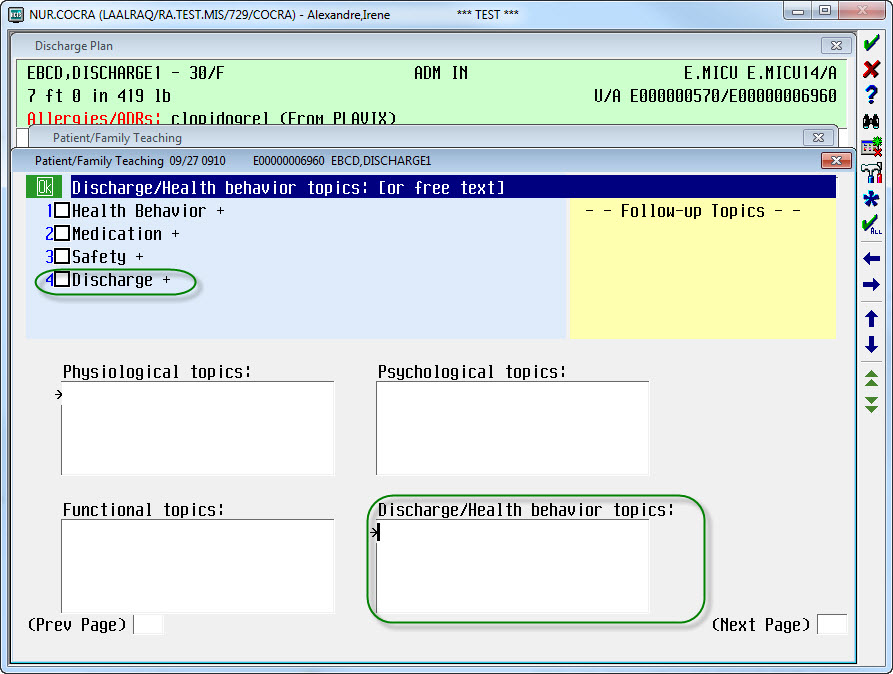 NUR.COCRA (LAALRAQ/RA.TEST.MIS/729/COCRA) - Alexandre,Irene *** TEST ***
Discharge Plan
EBCD,DISCHARGE1 - 30/F ADM IN E.MICU E.MICU14/A
7 ft 0 in 419 lb U/A E000000570/E00000006960
Allergies/ADRs: clopidogrel (From PLAVIX)
Patient/Family Teaching
Patient/Family Teaching 09/27 0910 E00000006960 EBCD,DISCHARGE1
Ok Discharge/Health behavior topics: [or free text]
1 Health Behavior +
2 Medication +
3 Safety +
4 Discharge +
- - Follow-up Topics - -
Physiological topics: Psychological topics:
Functional topics: Discharge/Health behavior topics:
(Prev Page) (Next Page)
ALL